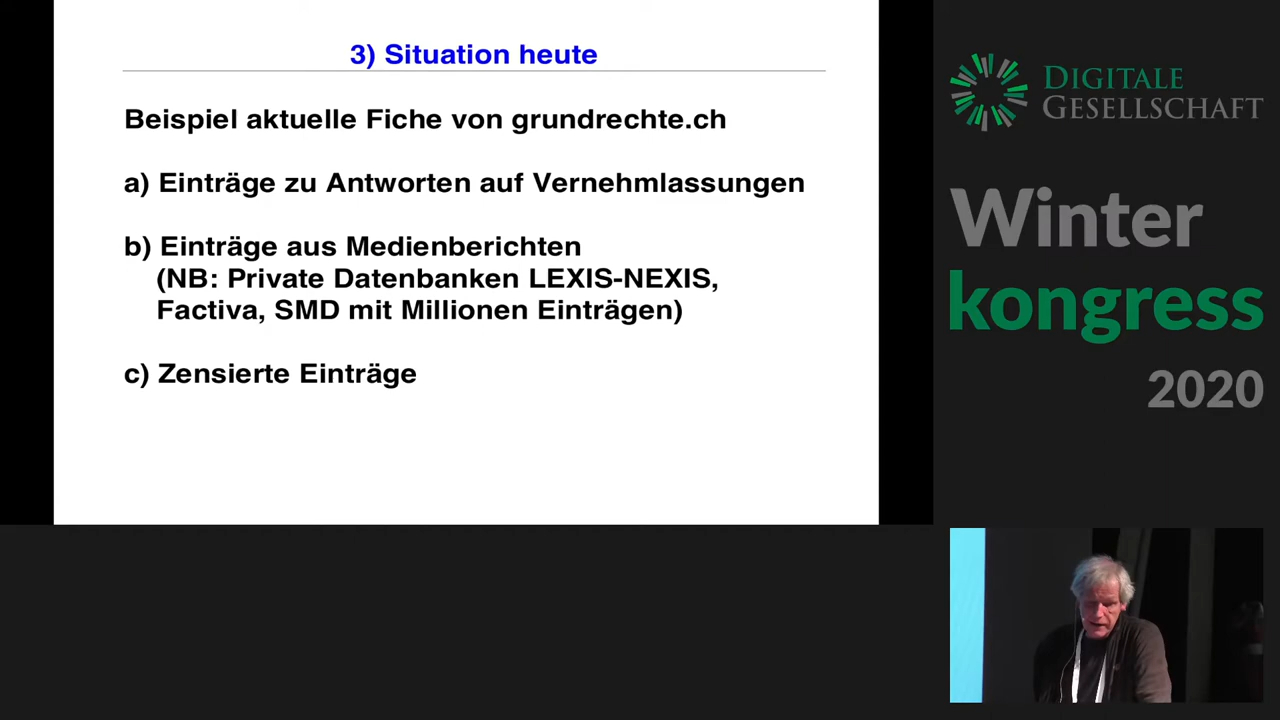 3) Situation heute
Beispiel aktuelle Fiche von grundrechte.ch
a) Einträge zu Antworten auf Vernehmlassungen
b) Einträge aus Medienberichten
(NB: Private Datenbanken LEXIS-NEXIS,
Factiva, SMD mit Millionen Einträgen)
c) Zensierte Einträge
DIGITALE
GESELLSCHAFT
Winter
kongress
2020